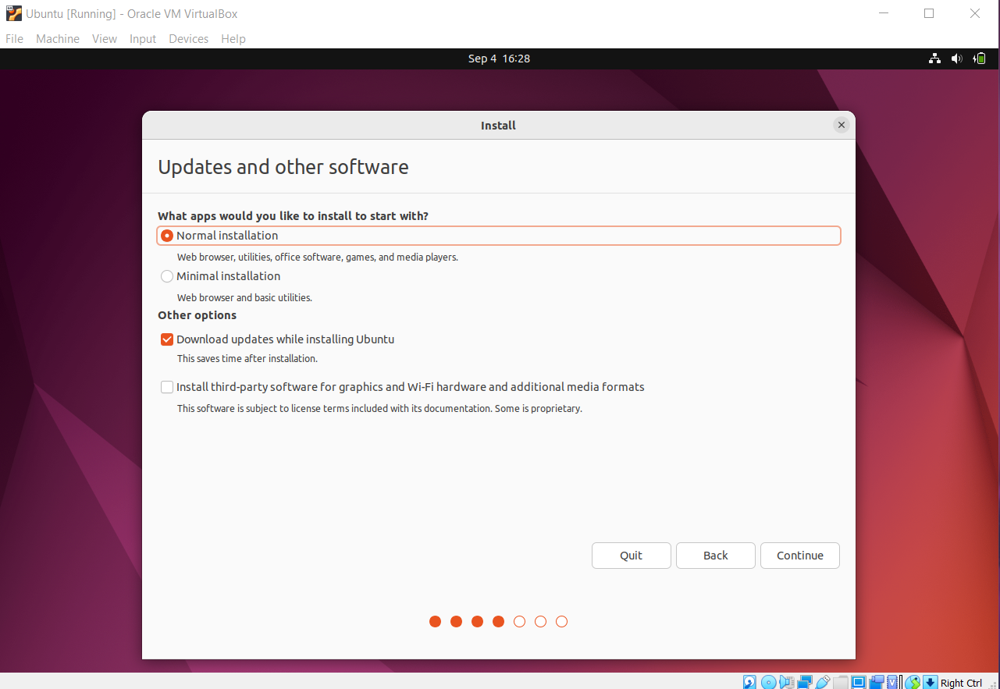 Ubuntu [Running] - Oracle VM VirtualBox
File Machine View Input Devices Help
Sep 4 16:28
Install
Updates and other software
What apps would you like to install to start with?
Normal installation
Web browser, utilities, office software, games, and media players.
Minimal installation
Web browser and basic utilities.
Other options
Download updates while installing Ubuntu
This saves time after installation.
Install third-party software for graphics and Wi-Fi hardware and additional media formats
This software is subject to license terms included with its documentation. Some is proprietary.
Quit Back Continue
Right Ctrl